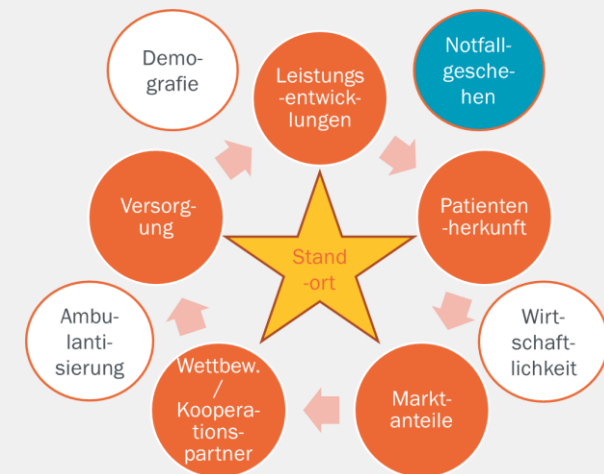 Demo-
grafie
Leistungs
-entwick-
lungen
Notfall-
gesche-
hen
Versorg-
ung
Patienten
-herkunft
Stand
-ort
Ambu-
lanti-
sierung
Wirt-
schaft-
lichkeit
Wettbew.
/
Koopera-
tions-
partner
Markt-
anteile